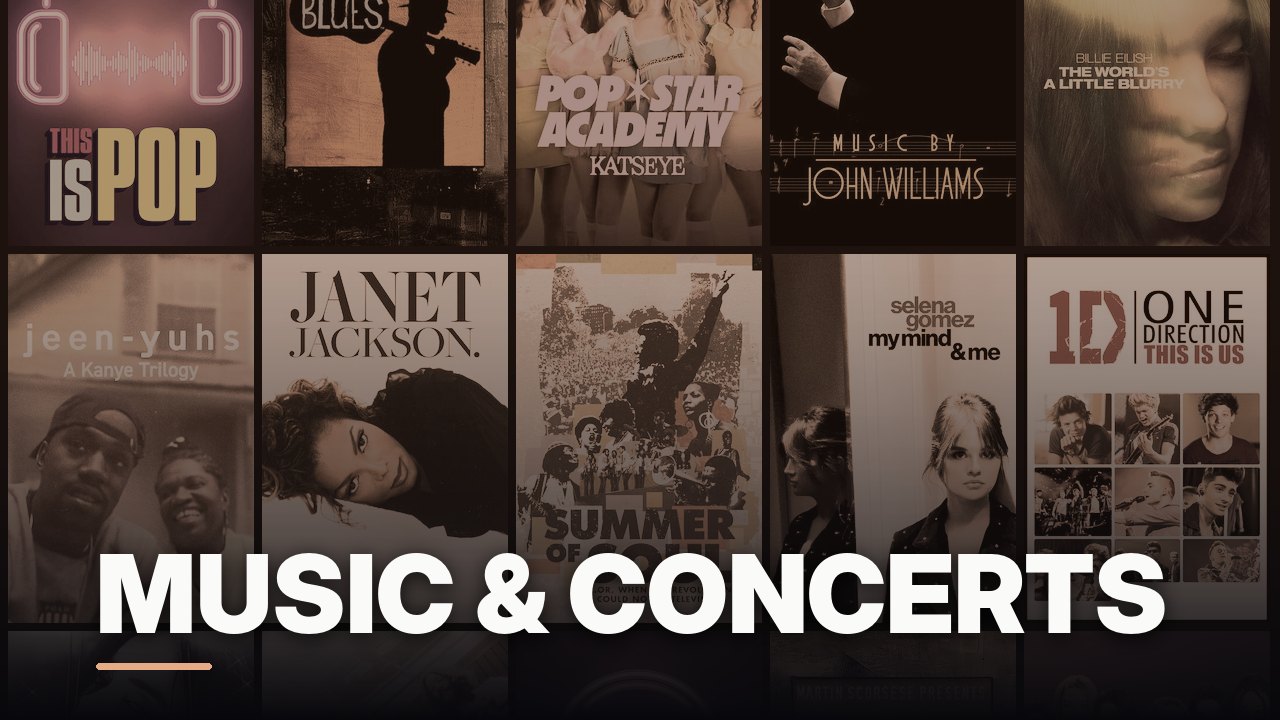 THIS
IS POP
BLUES
POP STAR
ACADEMY
KATSEYE
MUSIC BY
JOHN WILLIAMS
BILLIE EILISH
THE WORLD'S
A LITTLE BLURRY
jeen-yuhs
A Kanye Trilogy
JANET
JACKSON.
SUMMER
OF SOUL
selena
gomez
my mind
& me
1D ONE
DIRECTION
THIS IS US
MUSIC & CONCERTS
MARTIN SCORSESE PRESENTS